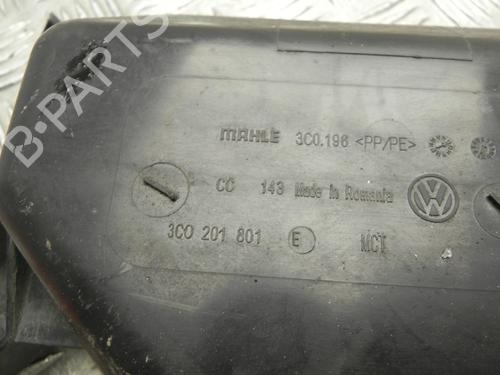 B-PARTS
MAHLE 3C0.196 <PP/PE>
CC 143 Made in Romania
3C0 201 801 E MCT